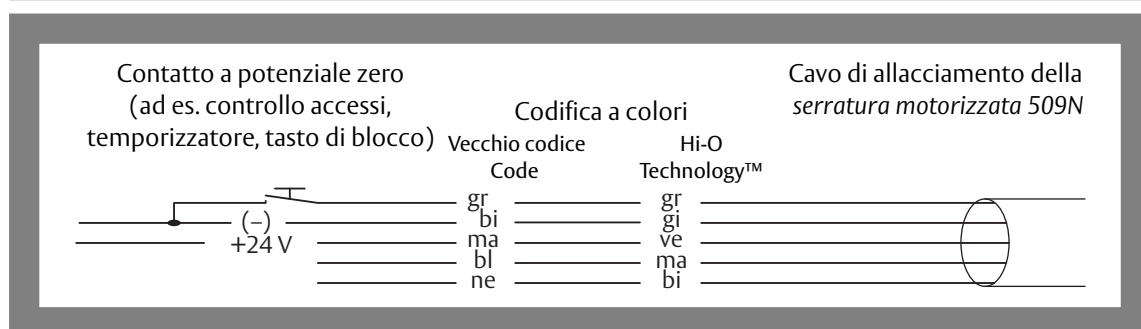 Contatto a potenziale zero
(ad es. controllo accessi,
temporizzatore, tasto di blocco)
Codifica a colori
Vecchio codice
Code
Hi-O
Technology™
Cavo di allacciamento della
serratura motorizzata 509N
gr gr
(–) bi gi
+24 V ma ve
bl ma
ne bi